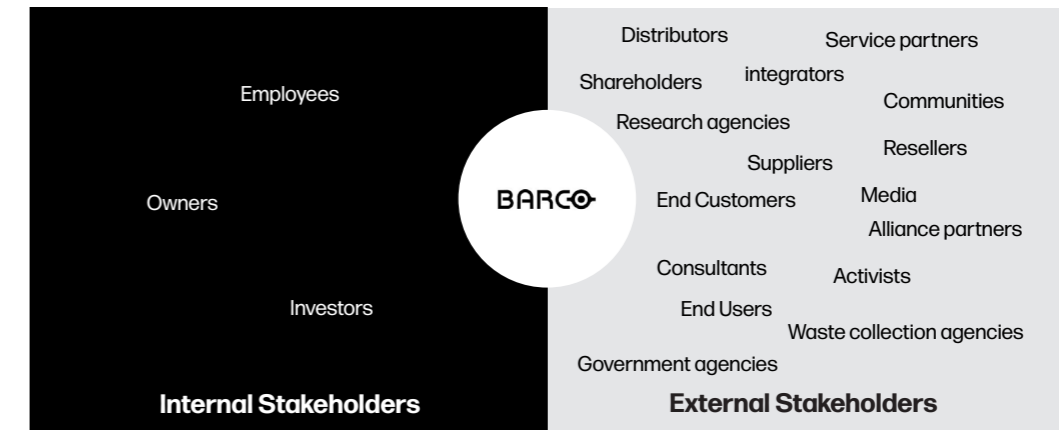 Employees
Owners
Investors
Internal Stakeholders
BARCO
Distributors
Service partners
Shareholders
integrators
Communities
Research agencies
Resellers
Suppliers
End Customers
Media
Alliance partners
Consultants
Activists
End Users
Waste collection agencies
Government agencies
External Stakeholders